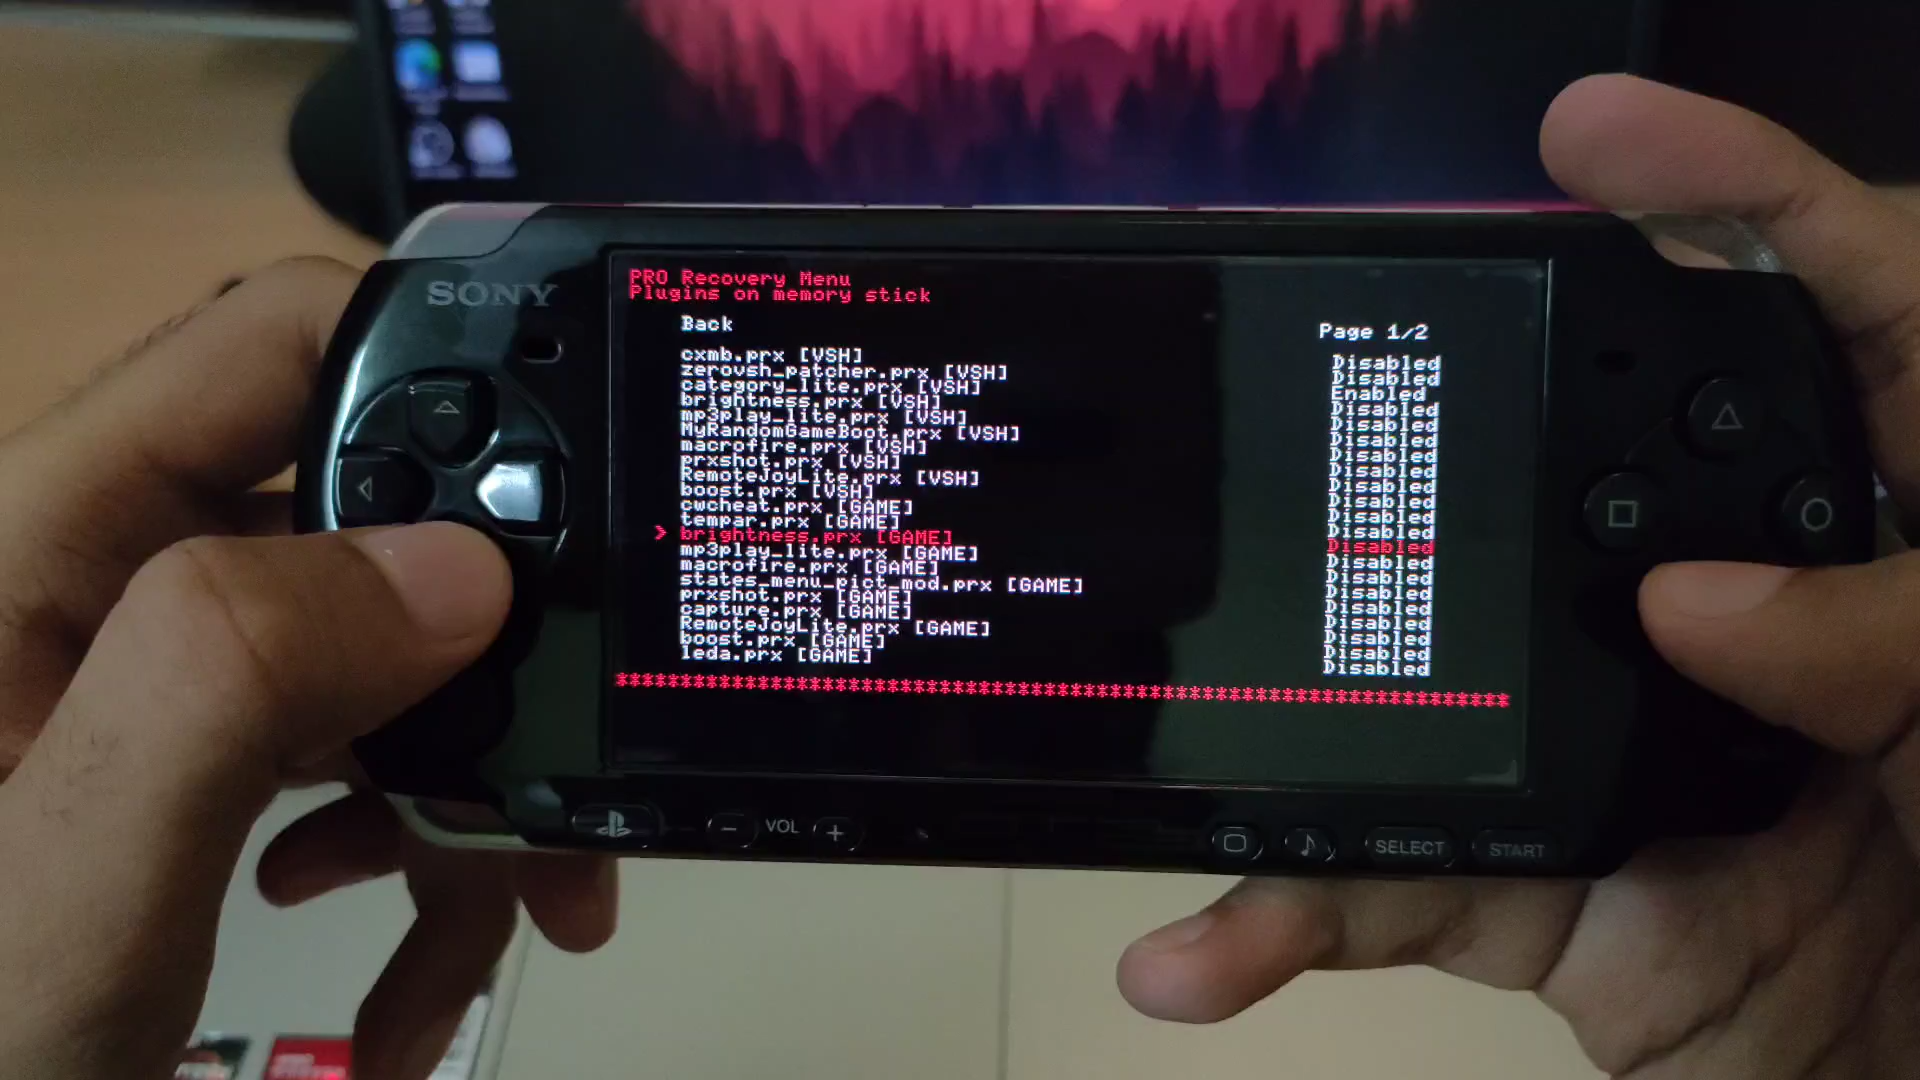 SONY
PRO Recovery Menu
Plugins on memory stick
Back
Page 1/2
cxmb.prx [VSH] Disabled
zerovsh_patcher.prx [VSH] Disabled
category_lite.prx [VSH] Enabled
brightness.prx [VSH] Disabled
mp3play_lite.prx [VSH] Disabled
MyRandomGameBoot.prx [VSH] Disabled
macrofire.prx [VSH] Disabled
prxshot.prx [VSH] Disabled
RemoteJoyLite.prx [VSH] Disabled
boost.prx [VSH] Disabled
cwcheat.prx [GAME] Disabled
tempar.prx [GAME] Disabled
> brightness.prx [GAME] Disabled
mp3play_lite.prx [GAME] Disabled
macrofire.prx [GAME] Disabled
states_menu_pict_mod.prx [GAME] Disabled
prxshot.prx [GAME] Disabled
capture.prx [GAME] Disabled
RemoteJoyLite.prx [GAME] Disabled
boost.prx [GAME] Disabled
leda.prx [GAME] Disabled
********************************************************************
− VOL +
SELECT
START